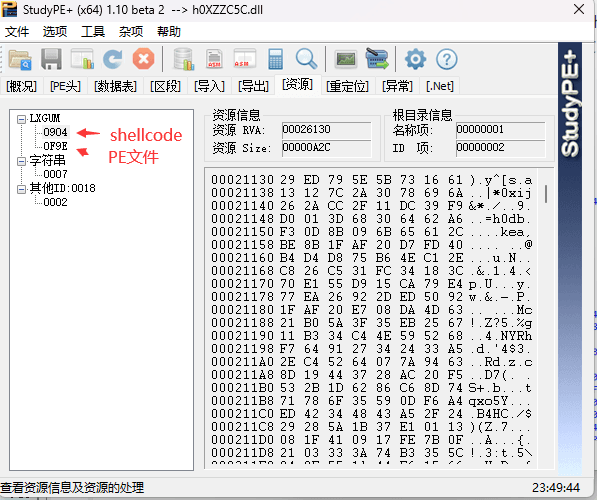 StudyPE+ (x64) 1.10 beta 2 --> h0XZZC5C.dll
文件 选项 工具 杂项 帮助
[概况] [PE头] [数据表] [区段] [导入] [导出] [资源] [重定位] [异常] [.Net]
LXGUM
0904
0F9E
字符串
0007
其他ID:0018
0002
shellcode
PE文件
资源信息
资源 RVA: 00026130
资源 Size: 00000A2C
根目录信息
名称项: 00000001
ID 项: 00000002
00021130 29 ED 79 5E 5B 73 16 61 ).y^[s.a
00021138 13 12 7C 2A 30 78 69 6A ..|*0xij
00021140 26 2A CC 2F 11 DC 39 F9 &*./..9.
00021148 D0 01 3D 68 30 64 62 A6 ..=h0db.
00021150 F3 0D 8B 09 6B 65 61 2C ....kea,
00021158 BE 8B 1F AF 20 D7 FD 40 .... ..@
00021160 B4 D4 D8 75 B6 4E C1 2E ...u.N..
00021168 C8 26 C5 31 FC 34 18 3C .&.1.4.<
00021170 70 E1 55 D9 15 CA 79 E4 p.U...y.
00021178 77 EA 26 92 2D ED 50 92 w.&.-.P.
00021180 1F AF 20 E7 08 DA 4D 63 .. ...Mc
00021188 21 B0 5A 3F 35 EB 25 67 !.Z?5.%g
00021190 11 B3 34 C4 4E 59 52 68 ..4.NYRh
00021198 F7 64 91 27 34 24 33 A5 .d.'4$3.
000211A0 2E C4 52 64 07 7A 94 63 ..Rd.z.c
000211A8 8D 19 44 37 28 AC 20 F5 ..D7(. .
000211B0 53 2B 1D 62 86 C6 8D 74 S+.b...t
000211B8 71 78 6F 35 59 0D F6 A4 qxo5Y...
000211C0 ED 42 34 48 43 A5 2F 24 .B4HC./$
000211C8 29 28 5A 1B 37 E1 01 13 )(Z.7...
000211D0 08 1F 41 09 17 FE 7B 0F ..A...{.
000211D8 21 03 33 3A 74 B3 35 5C !.3:t.5\
StudyPE+
查看资源信息及资源的处理
23:49:44